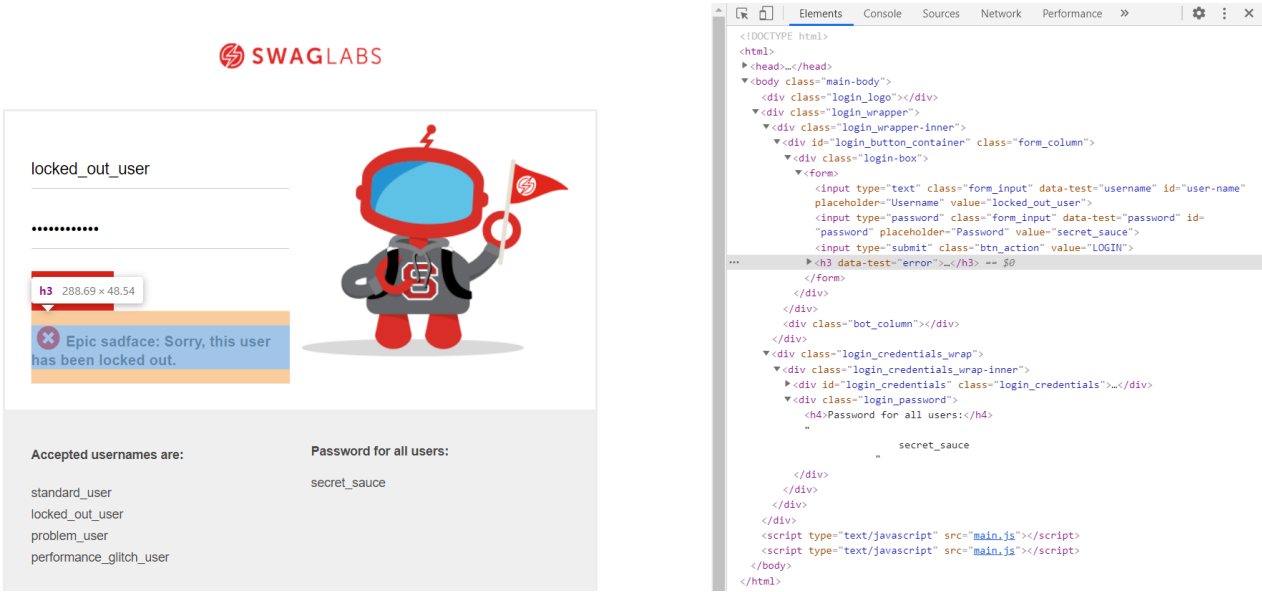 SWAGLABS
locked_out_user
••••••••••••
h3 288.69 × 48.54
Epic sadface: Sorry, this user
has been locked out.
Accepted usernames are:
standard_user
locked_out_user
problem_user
performance_glitch_user
Password for all users:
secret_sauce
Elements Console Sources Network Performance »
<!DOCTYPE html>
<html>
<head>…</head>
<body class="main-body">
<div class="login_logo"></div>
<div class="login_wrapper">
<div class="login_wrapper-inner">
<div id="login_button_container" class="form_column">
<div class="login-box">
<form>
<input type="text" class="form_input" data-test="username" id="user-name"
placeholder="Username" value="locked_out_user">
<input type="password" class="form_input" data-test="password" id=
"password" placeholder="Password" value="secret_sauce">
<input type="submit" class="btn_action" value="LOGIN">
<h3 data-test="error">…</h3> == $0
</form>
</div>
</div>
<div class="bot_column"></div>
</div>
<div class="login_credentials_wrap">
<div class="login_credentials_wrap-inner">
<div id="login_credentials" class="login_credentials">…</div>
<div class="login_password">
<h4>Password for all users:</h4>
"
secret_sauce
"
</div>
</div>
</div>
</div>
<script type="text/javascript" src="main.js"></script>
<script type="text/javascript" src="main.js"></script>
</body>
</html>